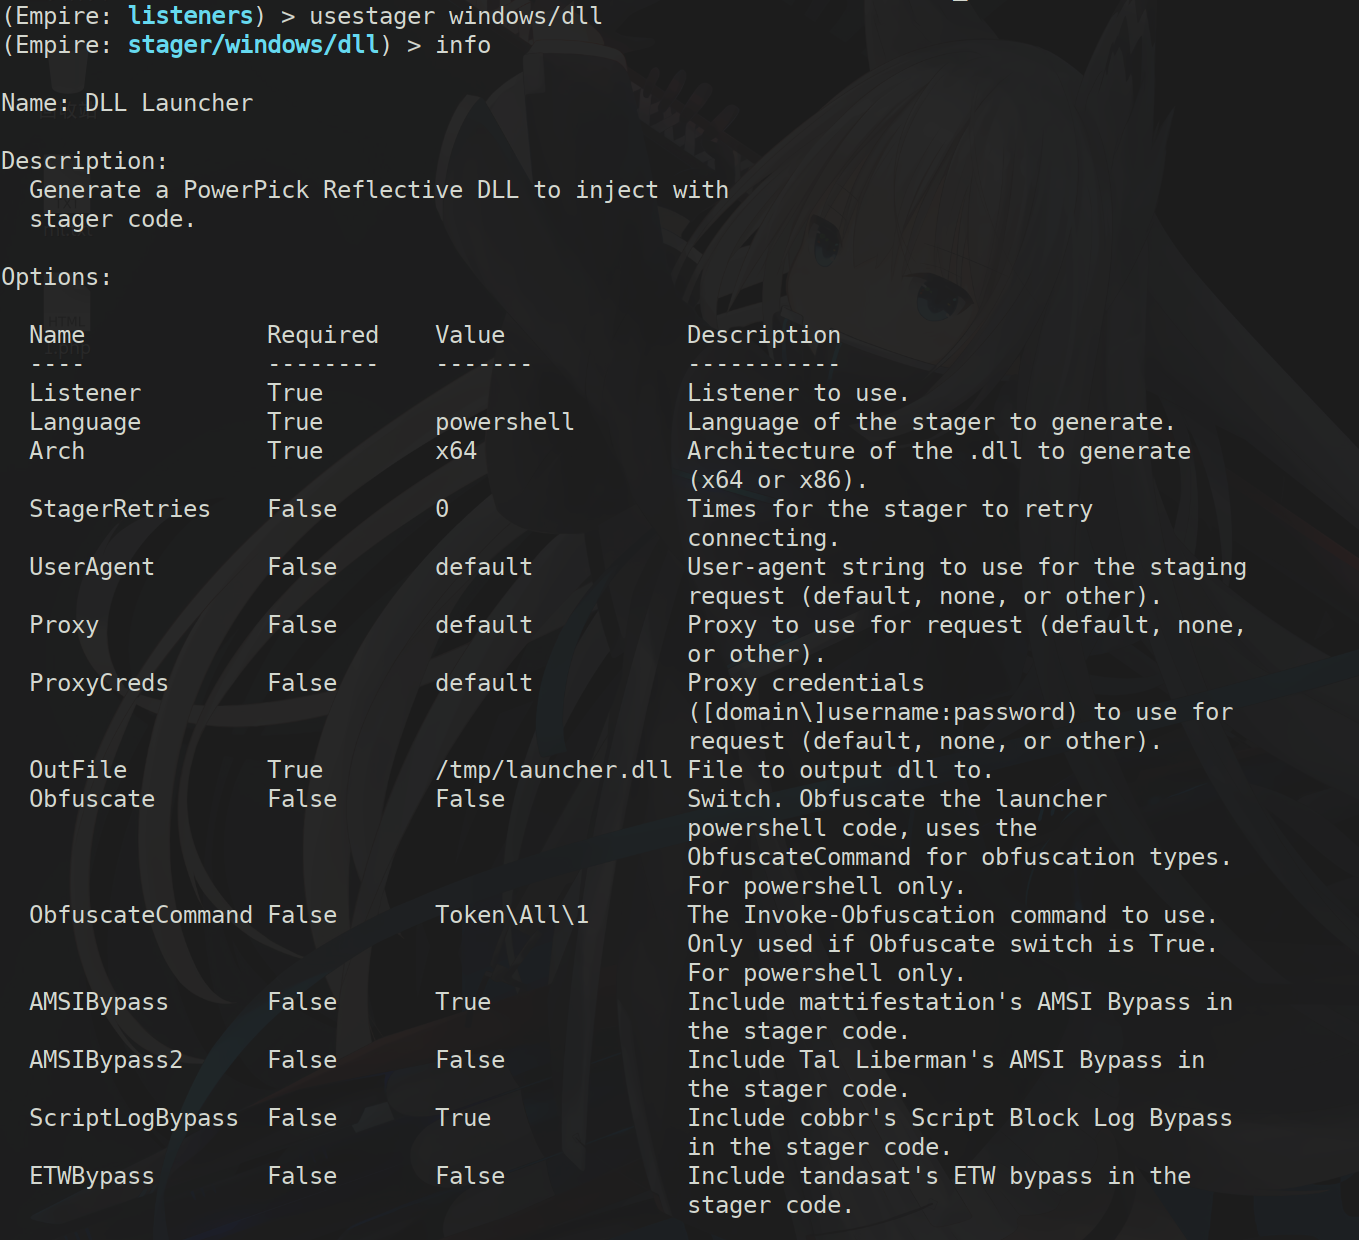 (Empire: listeners) > usestager windows/dll
(Empire: stager/windows/dll) > info
Name: DLL Launcher
Description:
Generate a PowerPick Reflective DLL to inject with
stager code.
Options:
Name Required Value Description
---- -------- ------- -----------
Listener True Listener to use.
Language True powershell Language of the stager to generate.
Arch True x64 Architecture of the .dll to generate
(x64 or x86).
StagerRetries False 0 Times for the stager to retry
connecting.
UserAgent False default User-agent string to use for the staging
request (default, none, or other).
Proxy False default Proxy to use for request (default, none,
or other).
ProxyCreds False default Proxy credentials
([domain\]username:password) to use for
request (default, none, or other).
OutFile True /tmp/launcher.dll File to output dll to.
Obfuscate False False Switch. Obfuscate the launcher
powershell code, uses the
ObfuscateCommand for obfuscation types.
For powershell only.
ObfuscateCommand False Token\All\1 The Invoke-Obfuscation command to use.
Only used if Obfuscate switch is True.
For powershell only.
AMSIBypass False True Include mattifestation's AMSI Bypass in
the stager code.
AMSIBypass2 False False Include Tal Liberman's AMSI Bypass in
the stager code.
ScriptLogBypass False True Include cobbr's Script Block Log Bypass
in the stager code.
ETWBypass False False Include tandasat's ETW bypass in the
stager code.